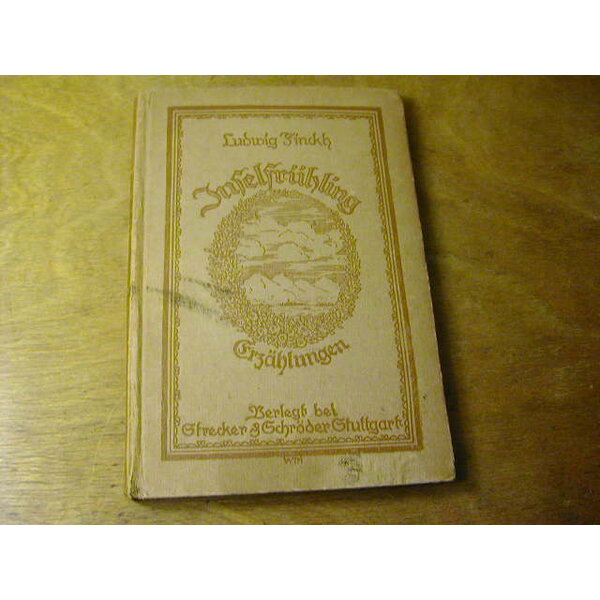 Ludwig Finckh
Inselfrühling
Erzählungen
Verlegt bei
Strecker & Schröder Stuttgart